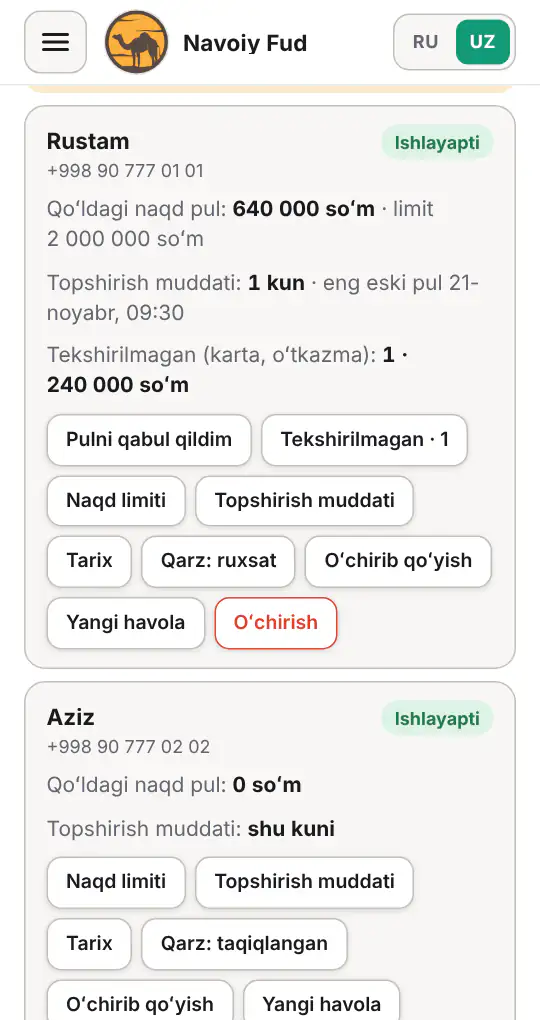 Navoiy Fud
RU UZ
Rustam
Ishlayapti
+998 90 777 01 01
Qoʻldagi naqd pul: 640 000 soʻm · limit
2 000 000 soʻm
Topshirish muddati: 1 kun · eng eski pul 21-
noyabr, 09:30
Tekshirilmagan (karta, oʻtkazma): 1 ·
240 000 soʻm
Pulni qabul qildim
Tekshirilmagan · 1
Naqd limiti
Topshirish muddati
Tarix
Qarz: ruxsat
Oʻchirib qoʻyish
Yangi havola
Oʻchirish
Aziz
Ishlayapti
+998 90 777 02 02
Qoʻldagi naqd pul: 0 soʻm
Topshirish muddati: shu kuni
Naqd limiti
Topshirish muddati
Tarix
Qarz: taqiqlangan
Oʻchirib qoʻyish
Yangi havola